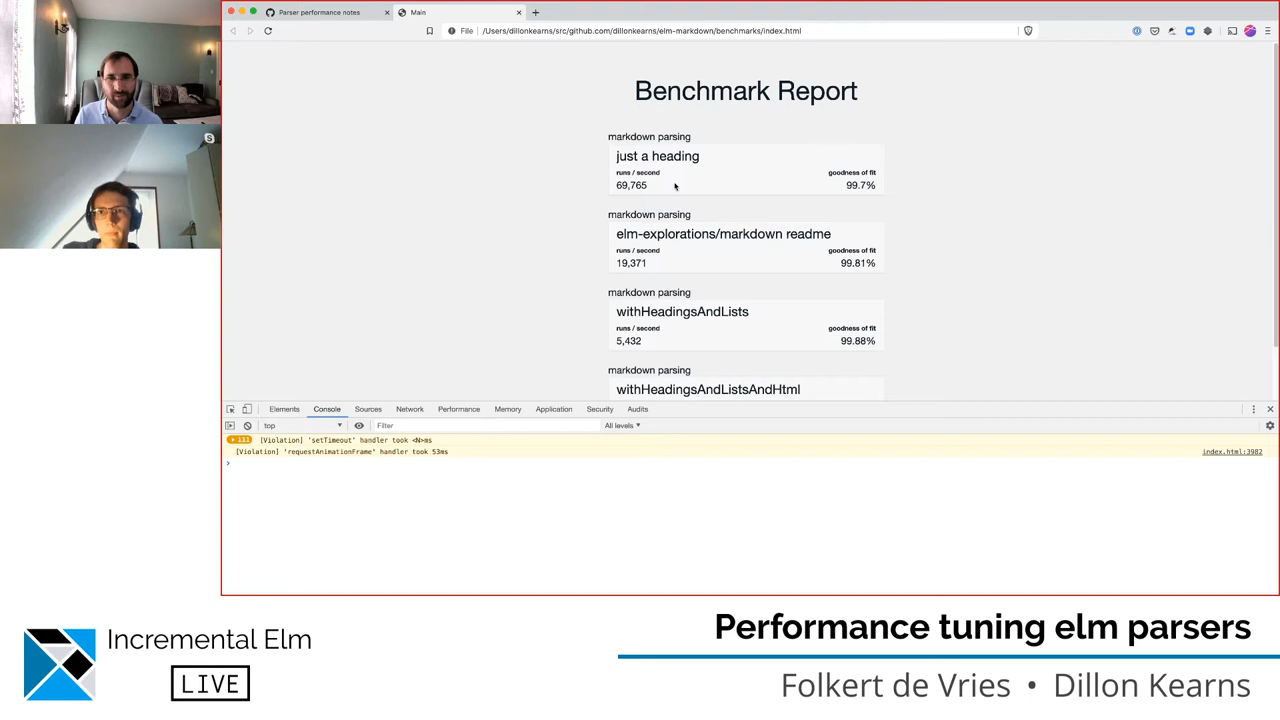 Parser performance notes
Main
File
/Users/dillonkearns/src/github.com/dillonkearns/elm-markdown/benchmarks/index.html
Benchmark Report
markdown parsing
just a heading
runs / second goodness of fit
69,765 99.7%
markdown parsing
elm-explorations/markdown readme
runs / second goodness of fit
19,371 99.81%
markdown parsing
withHeadingsAndLists
runs / second goodness of fit
5,432 99.88%
markdown parsing
withHeadingsAndListsAndHtml
Elements Console Sources Network Performance Memory Application Security Audits
top Filter All levels
111 [Violation] 'setTimeout' handler took <N>ms
[Violation] 'requestAnimationFrame' handler took 53ms index.html:3982
Incremental Elm
LIVE
Performance tuning elm parsers
Folkert de Vries • Dillon Kearns